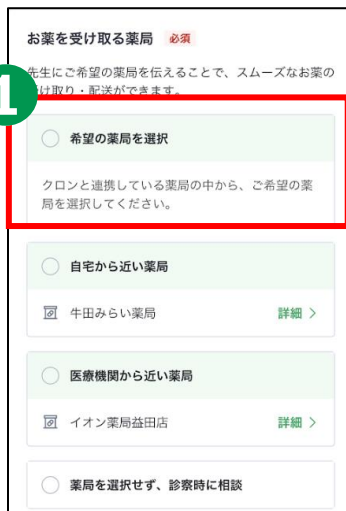 お薬を受け取る薬局 必須
先生にご希望の薬局を伝えることで、スムーズなお薬の
け取り・配送ができます。
1
希望の薬局を選択
クロンと連携している薬局の中から、ご希望の薬
局を選択してください。
自宅から近い薬局
牛田みらい薬局 詳細 >
医療機関から近い薬局
イオン薬局益田店 詳細 >
薬局を選択せず、診察時に相談